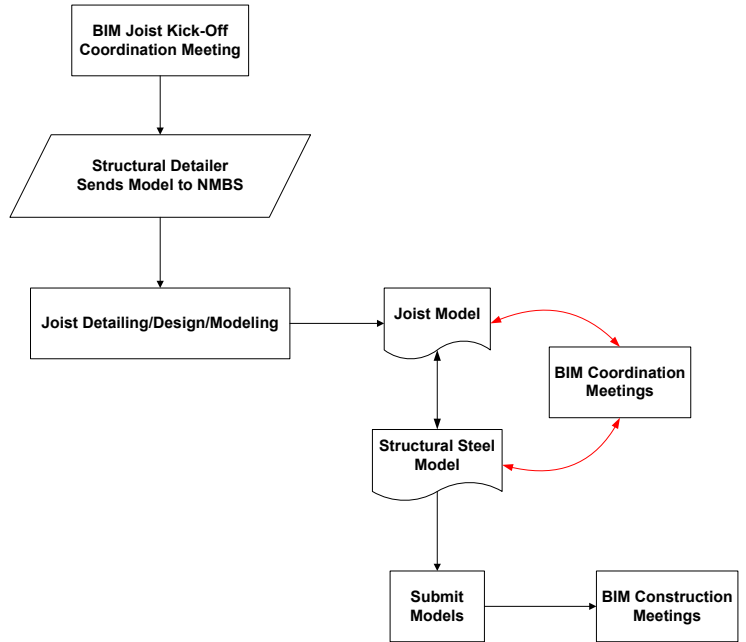 BIM Joist Kick-Off
Coordination Meeting
Structural Detailer
Sends Model to NMBS
Joist Detailing/Design/Modeling
Joist Model
BIM Coordination
Meetings
Structural Steel
Model
Submit
Models
BIM Construction
Meetings